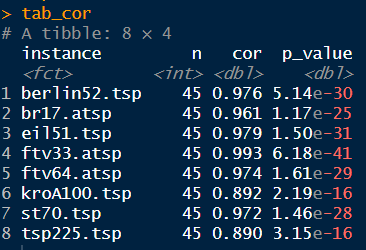 > tab_cor
# A tibble: 8 × 4
instance n cor p_value
<fct> <int> <dbl> <dbl>
1 berlin52.tsp 45 0.976 5.14e-30
2 br17.atsp 45 0.961 1.17e-25
3 eil51.tsp 45 0.979 1.50e-31
4 ftv33.atsp 45 0.993 6.18e-41
5 ftv64.atsp 45 0.974 1.61e-29
6 kroA100.tsp 45 0.892 2.19e-16
7 st70.tsp 45 0.972 1.46e-28
8 tsp225.tsp 45 0.890 3.15e-16